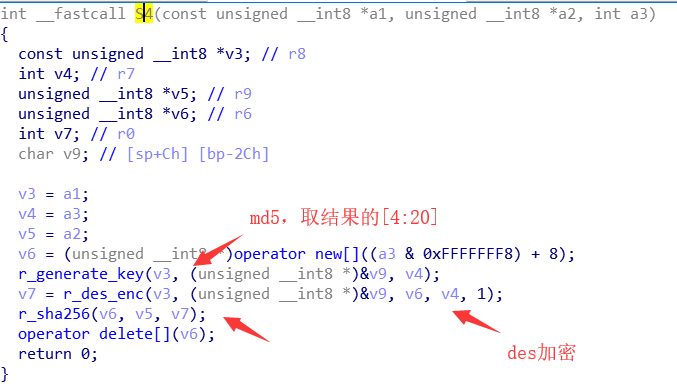 int __fastcall S4(const unsigned __int8 *a1, unsigned __int8 *a2, int a3)
{
const unsigned __int8 *v3; // r8
int v4; // r7
unsigned __int8 *v5; // r9
unsigned __int8 *v6; // r6
int v7; // r0
char v9; // [sp+Ch] [bp-2Ch]
v3 = a1;
v4 = a3;
md5，取结果的[4:20]
v5 = a2;
v6 = (unsigned __int8 *)operator new[]((a3 & 0xFFFFFFF8) + 8);
r_generate_key(v3, (unsigned __int8 *)&v9, v4);
v7 = r_des_enc(v3, (unsigned __int8 *)&v9, v6, v4, 1);
r_sha256(v6, v5, v7);
operator delete[](v6);
des加密
return 0;
}